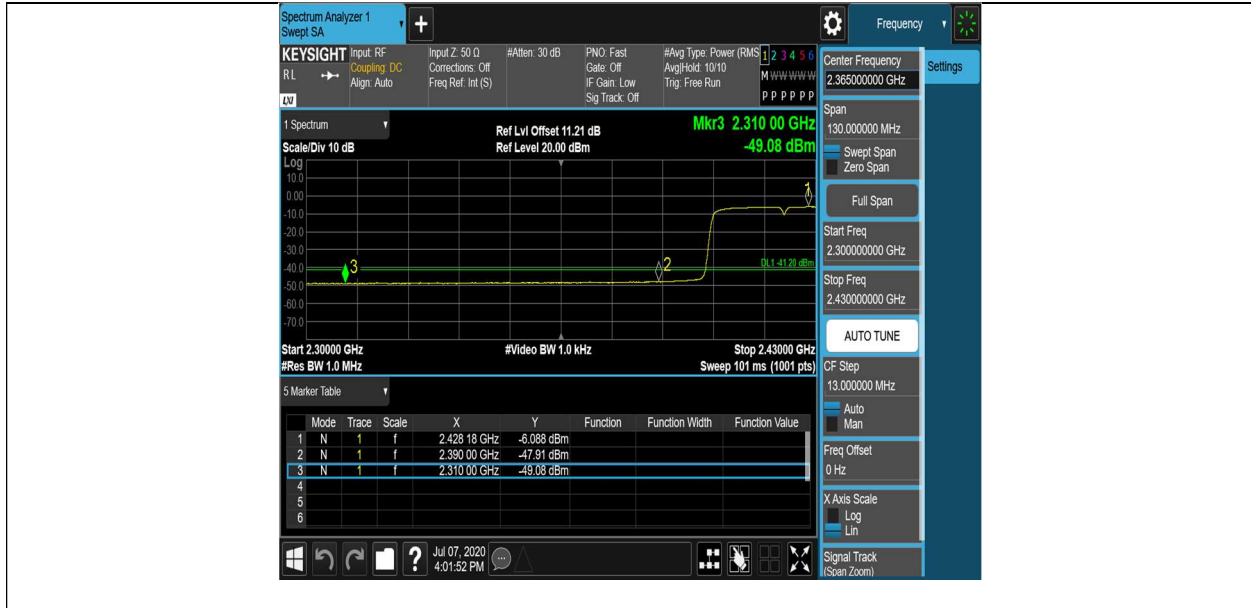 Spectrum Analyzer 1
Swept SA
+
Frequency
KEYSIGHT
RL
LXI
Input: RF
Coupling: DC
Align: Auto
Input Z: 50 Ω
Corrections: Off
Freq Ref: Int (S)
#Atten: 30 dB
PNO: Fast
Gate: Off
IF Gain: Low
Sig Track: Off
#Avg Type: Power (RMS
Avg|Hold: 10/10
Trig: Free Run
1 2 3 4 5 6
M W W W W W
P P P P P P
1 Spectrum
Scale/Div 10 dB
Ref Lvl Offset 11.21 dB
Ref Level 20.00 dBm
Mkr3 2.310 00 GHz
-49.08 dBm
Log
10.0
0.00
-10.0
-20.0
-30.0
-40.0
-50.0
-60.0
-70.0
1
2
3
DL1 -41.20 dBm
Start 2.30000 GHz
#Res BW 1.0 MHz
#Video BW 1.0 kHz
Stop 2.43000 GHz
Sweep 101 ms (1001 pts)
5 Marker Table
Mode Trace Scale X Y Function Function Width Function Value
1 N 1 f 2.428 18 GHz -6.088 dBm
2 N 1 f 2.390 00 GHz -47.91 dBm
3 N 1 f 2.310 00 GHz -49.08 dBm
4
5
6
?
Jul 07, 2020
4:01:52 PM
Center Frequency
2.365000000 GHz
Settings
Span
130.000000 MHz
Swept Span
Zero Span
Full Span
Start Freq
2.300000000 GHz
Stop Freq
2.430000000 GHz
AUTO TUNE
CF Step
13.000000 MHz
Auto
Man
Freq Offset
0 Hz
X Axis Scale
Log
Lin
Signal Track
(Span Zoom)